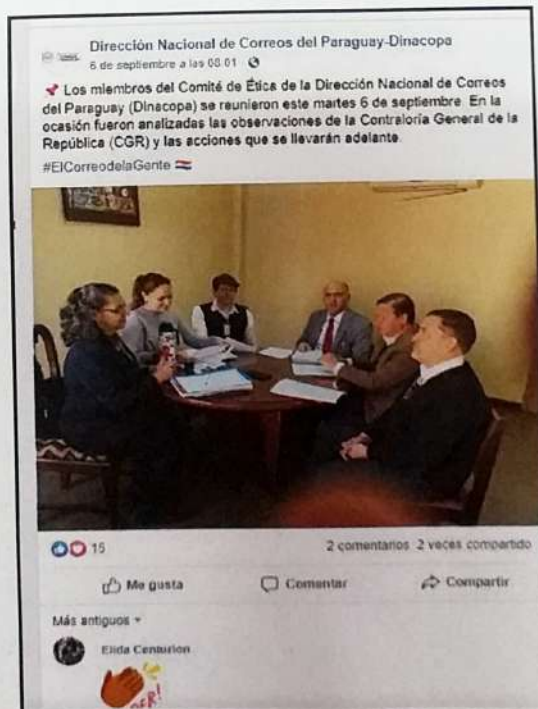 Dirección Nacional de Correos del Paraguay-Dinacopa
6 de septiembre a las 08:01
Los miembros del Comité de Ética de la Dirección Nacional de Correos
del Paraguay (Dinacopa) se reunieron este martes 6 de septiembre. En la
ocasión fueron analizadas las observaciones de la Contraloría General de la
República (CGR) y las acciones que se llevarán adelante.
#ElCorreodelaGente
15
2 comentarios 2 veces compartido
Me gusta
Comentar
Compartir
Más antiguos
Elida Centurion